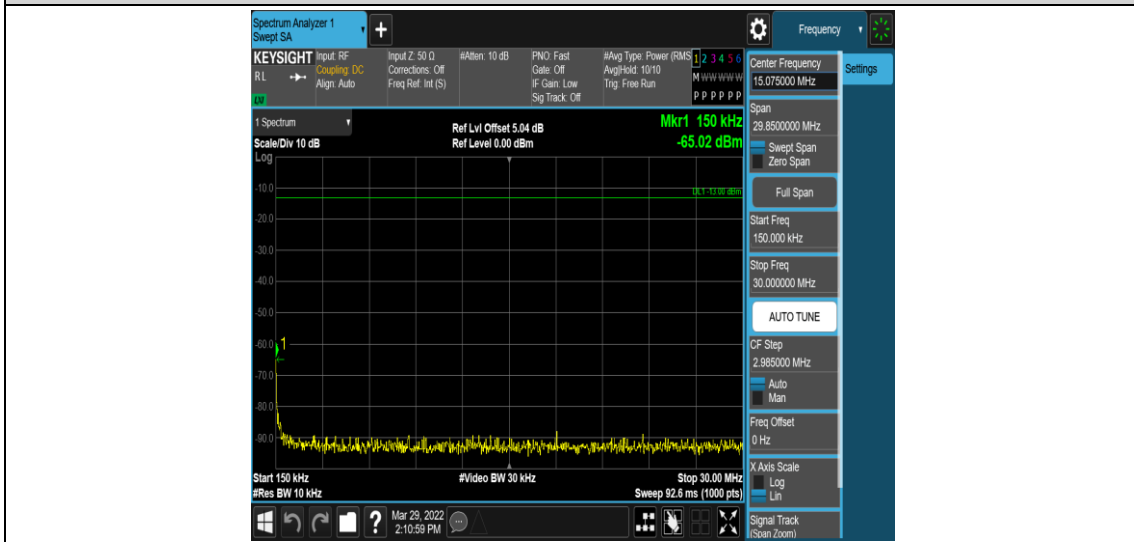 Spectrum Analyzer 1
Swept SA
Frequency
KEYSIGHT
RL
LXI
Input: RF
Coupling: DC
Align: Auto
Input Z: 50 Ω
Corrections: Off
Freq Ref: Int (S)
#Atten: 10 dB
PNO: Fast
Gate: Off
IF Gain: Low
Sig Track: Off
#Avg Type: Power (RMS
Avg|Hold: 10/10
Trig: Free Run
1 2 3 4 5 6
M W W W W W
P P P P P P
1 Spectrum
Scale/Div 10 dB
Log
Ref Lvl Offset 5.04 dB
Ref Level 0.00 dBm
Mkr1 150 kHz
-65.02 dBm
DL1 -13.00 dBm
-10.0
-20.0
-30.0
-40.0
-50.0
-60.0
1
-70.0
-80.0
-90.0
Start 150 kHz
#Res BW 10 kHz
#Video BW 30 kHz
Stop 30.00 MHz
Sweep 92.6 ms (1000 pts)
Mar 29, 2022
2:10:59 PM
Center Frequency
15.075000 MHz
Settings
Span
29.8500000 MHz
Swept Span
Zero Span
Full Span
Start Freq
150.000 kHz
Stop Freq
30.000000 MHz
AUTO TUNE
CF Step
2.985000 MHz
Auto
Man
Freq Offset
0 Hz
X Axis Scale
Log
Lin
Signal Track
(Span Zoom)